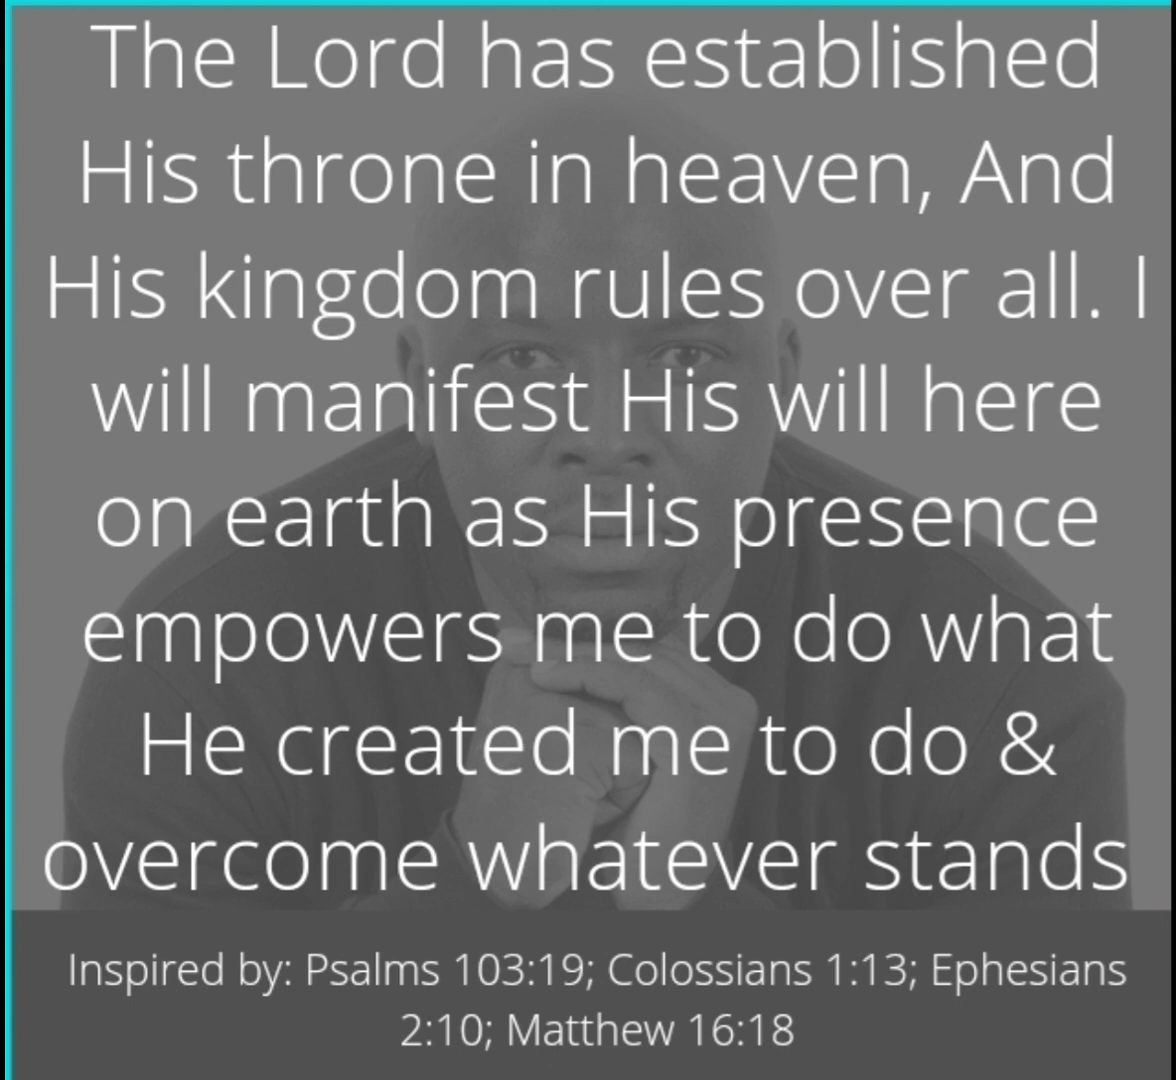 The Lord has established
His throne in heaven, And
His kingdom rules over all. I
will manifest His will here
on earth as His presence
empowers me to do what
He created me to do &
overcome whatever stands
Inspired by: Psalms 103:19; Colossians 1:13; Ephesians
2:10; Matthew 16:18